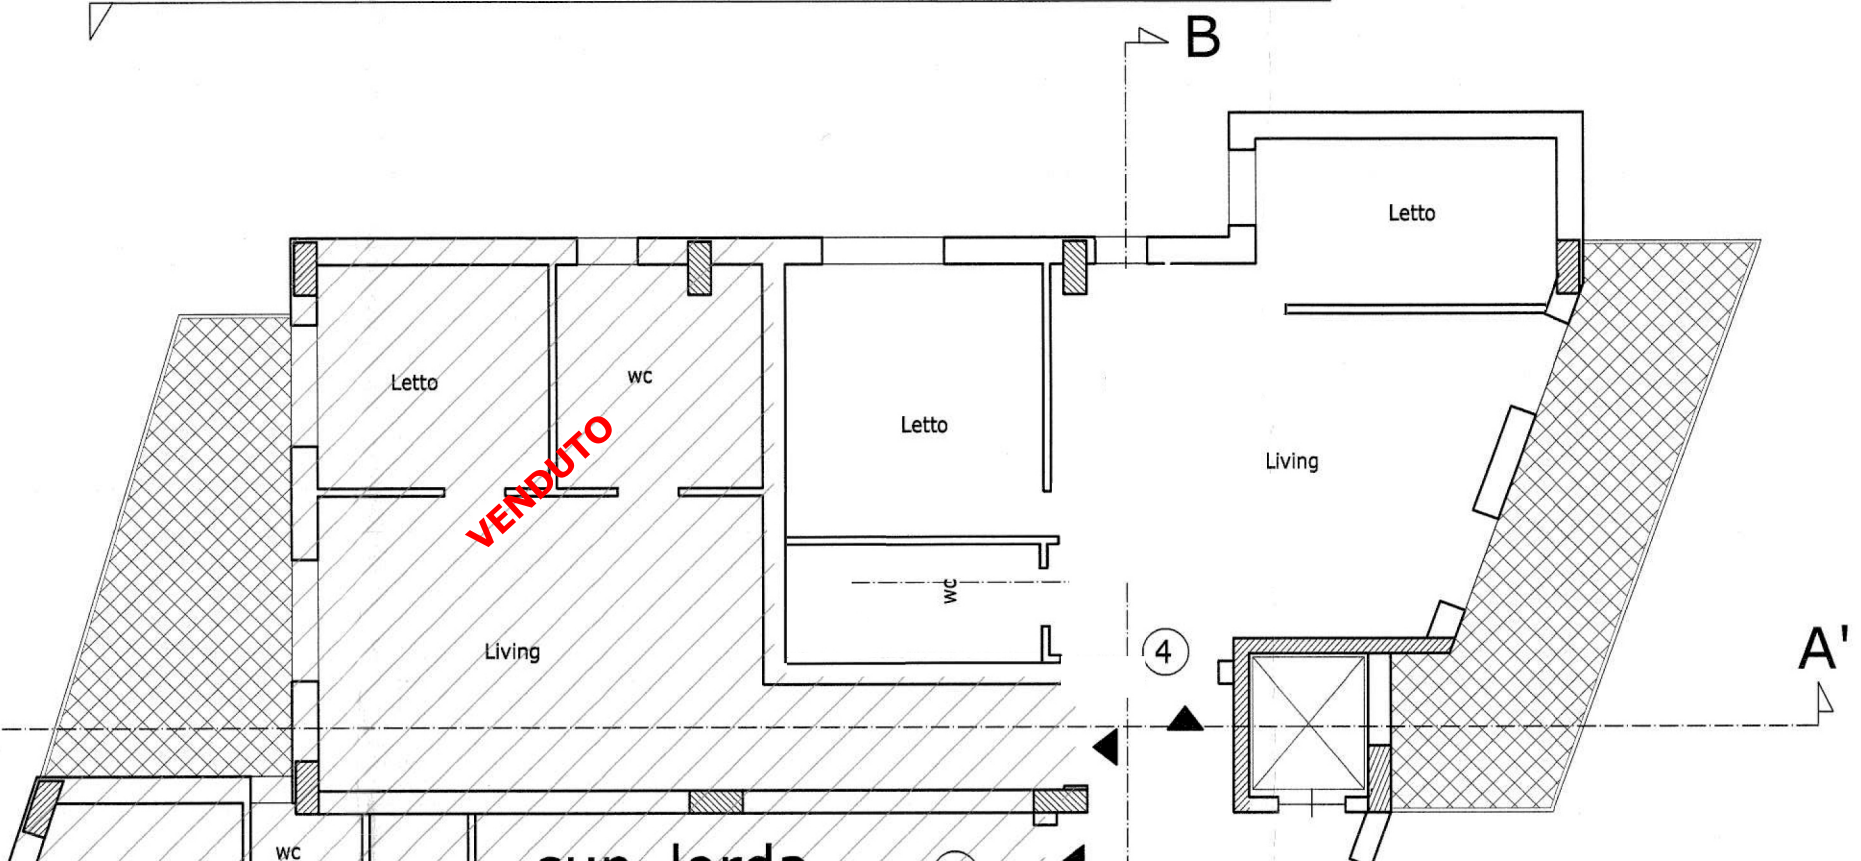 B
Letto
Letto
wc
VENDUTO
Letto
Living
wc
Living
4
A'
wc